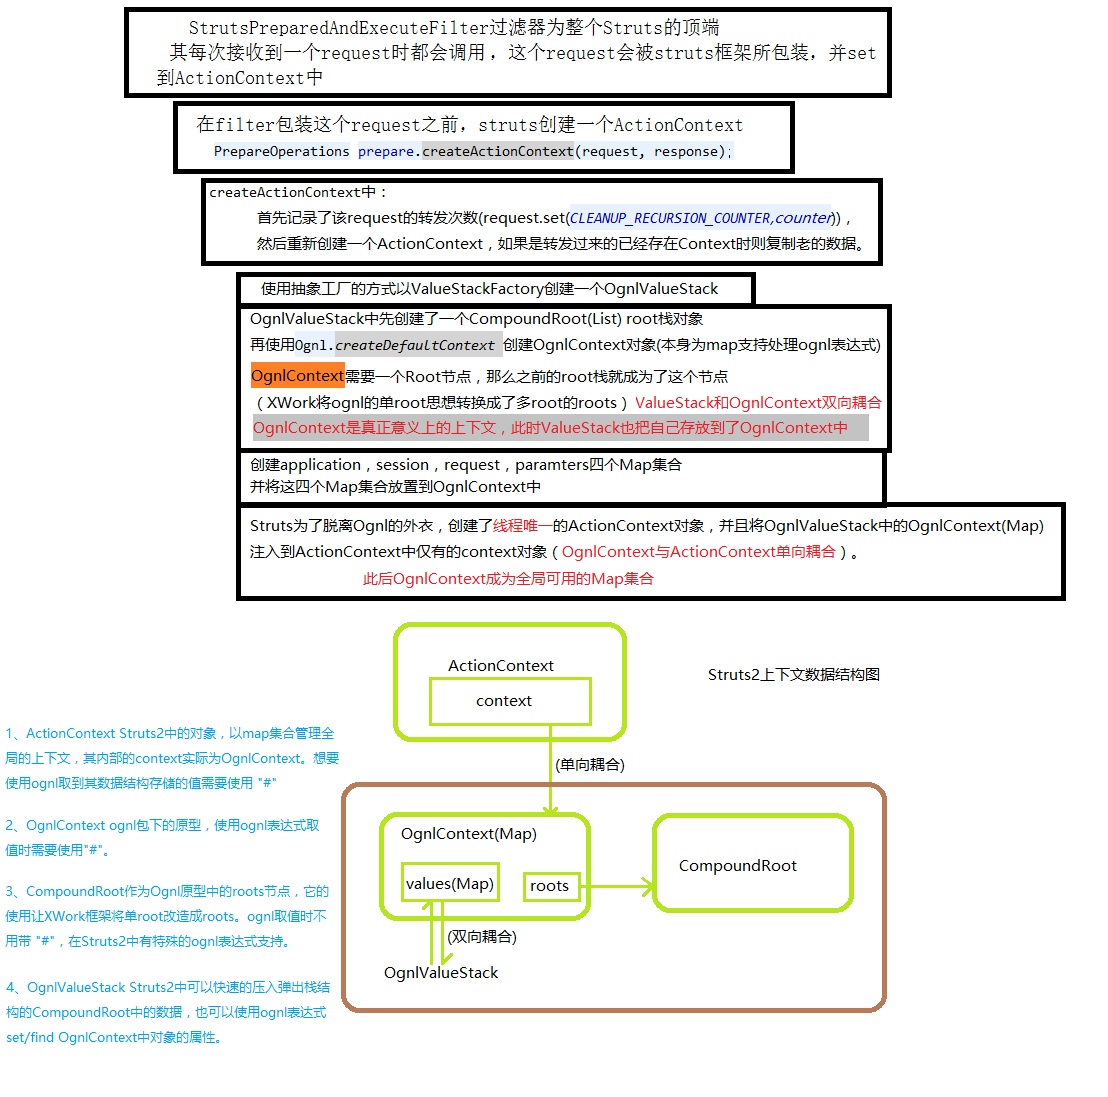 StrutsPreparedAndExecuteFilter过滤器为整个Struts的顶端
其每次接收到一个request时都会调用，这个request会被struts框架所包装，并set
到ActionContext中
在filter包装这个request之前，struts创建一个ActionContext
PrepareOperations prepare.createActionContext(request, response);
createActionContext中：
首先记录了该request的转发次数(request.set(CLEANUP_RECURSION_COUNTER,counter))，
然后重新创建一个ActionContext，如果是转发过来的已经存在Context时则复制老的数据。
使用抽象工厂的方式以ValueStackFactory创建一个OgnlValueStack
OgnlValueStack中先创建了一个CompoundRoot(List) root栈对象
再使用Ognl.createDefaultContext 创建OgnlContext对象(本身为map支持处理ognl表达式)
OgnlContext需要一个Root节点，那么之前的root栈就成为了这个节点
（XWork将ognl的单root思想转换成了多root的roots）ValueStack和OgnlContext双向耦合
OgnlContext是真正意义上的上下文，此时ValueStack也把自己存放到了OgnlContext中
创建application，session，request，paramters四个Map集合
并将这四个Map集合放置到OgnlContext中
Struts为了脱离Ognl的外衣，创建了线程唯一的ActionContext对象，并且将OgnlValueStack中的OgnlContext(Map)
注入到ActionContext中仅有的context对象（OgnlContext与ActionContext单向耦合）。
此后OgnlContext成为全局可用的Map集合
ActionContext
context
Struts2上下文数据结构图
(单向耦合)
1、ActionContext Struts2中的对象，以map集合管理全
局的上下文，其内部的context实际为OgnlContext。想要
使用ognl取到其数据结构存储的值需要使用 "#"
2、OgnlContext ognl包下的原型，使用ognl表达式取
值时需要使用"#"。
3、CompoundRoot作为Ognl原型中的roots节点，它的
使用让XWork框架将单root改造成roots。ognl取值时不
用带 "#"，在Struts2中有特殊的ognl表达式支持。
4、OgnlValueStack Struts2中可以快速的压入弹出栈结
构的CompoundRoot中的数据，也可以使用ognl表达式
set/find OgnlContext中对象的属性。
OgnlContext(Map)
values(Map)
roots
CompoundRoot
(双向耦合)
OgnlValueStack